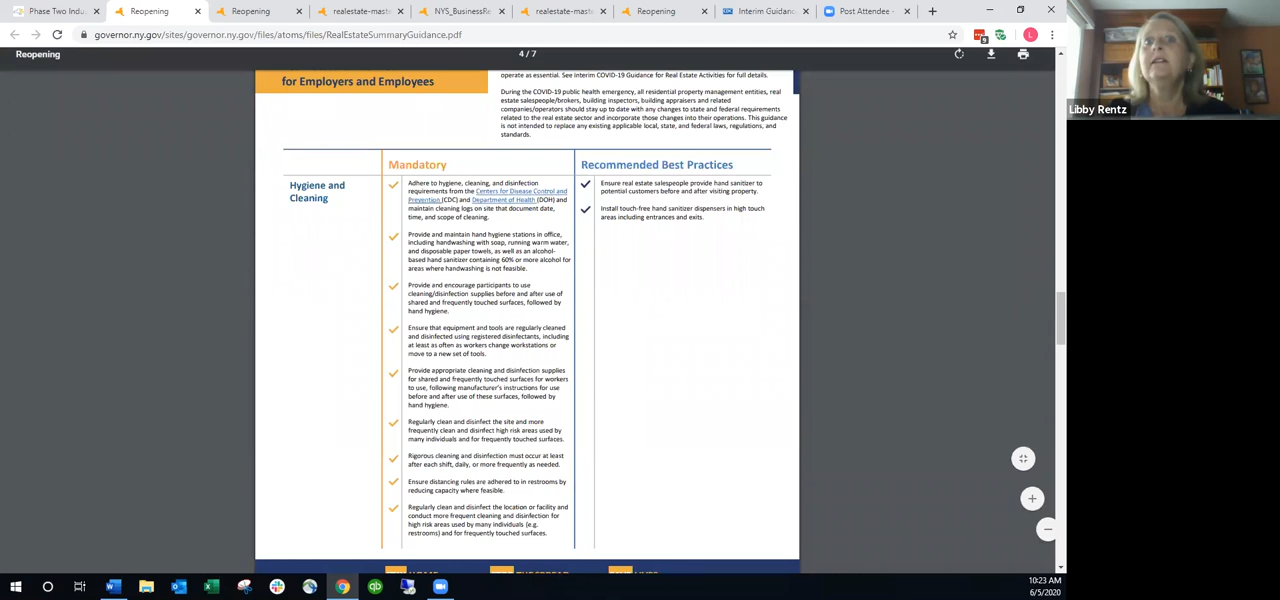 Phase Two Indu
Reopening
Reopening
realestate-maste
NYS_BusinessRe
realestate-maste
Reopening
Interim Guidanc
Post Attendee -
governor.ny.gov/sites/governor.ny.gov/files/atoms/files/RealEstateSummaryGuidance.pdf
9
L
Reopening
4 / 7
for Employers and Employees
operate as essential. See interim COVID-19 Guidance for Real Estate Activities for full details.
During the COVID-19 public health emergency, all residential property management entities, real
estate salespeople/brokers, building inspectors, building appraisers and related
companies/operators should stay up to date with any changes to state and federal requirements
related to the real estate sector and incorporate those changes into their operations. This guidance
is not intended to replace any existing applicable local, state, and federal laws, regulations, and
standards.
Mandatory
Recommended Best Practices
Hygiene and
Cleaning
Adhere to hygiene, cleaning, and disinfection
requirements from the Centers for Disease Control and
Prevention (CDC) and Department of Health (DOH) and
maintain cleaning logs on site that document date,
time, and scope of cleaning.
Provide and maintain hand hygiene stations in office,
including handwashing with soap, running warm water,
and disposable paper towels, as well as an alcohol-
based hand sanitizer containing 60% or more alcohol for
areas where handwashing is not feasible.
Provide and encourage participants to use
cleaning/disinfection supplies before and after use of
shared and frequently touched surfaces, followed by
hand hygiene.
Ensure that equipment and tools are regularly cleaned
and disinfected using registered disinfectants, including
at least as often as workers change workstations or
move to a new set of tools.
Provide appropriate cleaning and disinfection supplies
for shared and frequently touched surfaces for workers
to use, following manufacturer's instructions for use
before and after use of these surfaces, followed by
hand hygiene.
Regularly clean and disinfect the site and more
frequently clean and disinfect high risk areas used by
many individuals and for frequently touched surfaces.
Rigorous cleaning and disinfection must occur at least
after each shift, daily, or more frequently as needed.
Ensure distancing rules are adhered to in restrooms by
reducing capacity where feasible.
Regularly clean and disinfect the location or facility and
conduct more frequent cleaning and disinfection for
high risk areas used by many individuals (e.g.
restrooms) and for frequently touched surfaces.
Ensure real estate salespeople provide hand sanitizer to
potential customers before and after visiting property.
Install touch-free hand sanitizer dispensers in high touch
areas including entrances and exits.
Libby Rentz
10:23 AM
6/5/2020